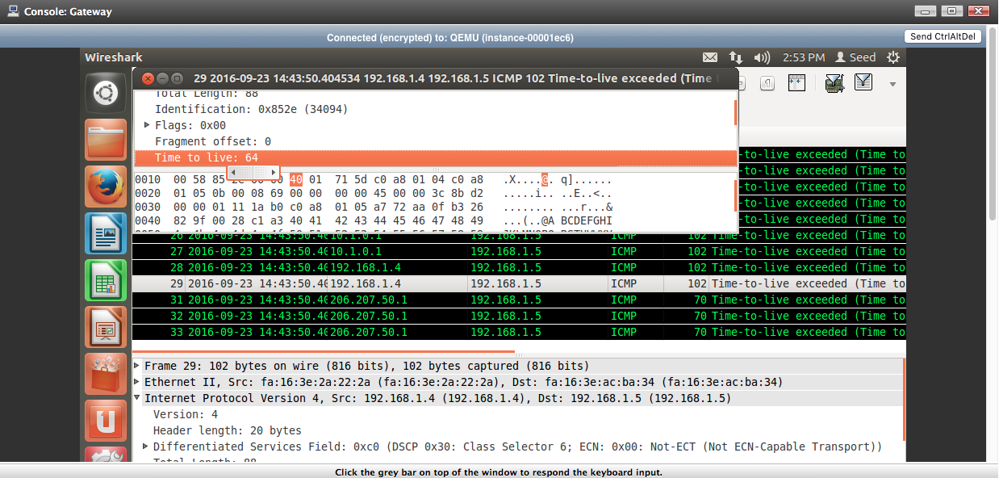 Console: Gateway
Connected (encrypted) to: QEMU (instance-00001ec6)
Send CtrlAltDel
Wireshark
2:53 PM
Seed
29 2016-09-23 14:43:50.404534 192.168.1.4 192.168.1.5 ICMP 102 Time-to-live exceeded (Time t
Total Length: 88
Identification: 0x852e (34094)
Flags: 0x00
Fragment offset: 0
Time to live: 64
0010 00 58 85 2e 00 00 40 01 71 5d c0 a8 01 04 c0 a8 .X....@. q]......
0020 01 05 0b 00 08 69 00 00 00 00 45 00 00 3c 8b d2 .....i.. ..E..<..
0030 00 00 01 11 1a b0 c0 a8 01 05 a7 72 aa 0f b3 26 ........ ...r...&
0040 82 9f 00 28 c1 a3 40 41 42 43 44 45 46 47 48 49 ...(..@A BCDEFGHI
-to-live exceeded (Time to
-to-live exceeded (Time to
-to-live exceeded (Time to
-to-live exceeded (Time to
-to-live exceeded (Time to
26 2016-09-23 14:43:50.40 10.1.0.1 192.168.1.5 ICMP 102 Time-to-live exceeded (Time to
27 2016-09-23 14:43:50.40 10.1.0.1 192.168.1.5 ICMP 102 Time-to-live exceeded (Time to
28 2016-09-23 14:43:50.40 192.168.1.4 192.168.1.5 ICMP 102 Time-to-live exceeded (Time to
29 2016-09-23 14:43:50.40 192.168.1.4 192.168.1.5 ICMP 102 Time-to-live exceeded (Time to
31 2016-09-23 14:43:50.40 206.207.50.1 192.168.1.5 ICMP 70 Time-to-live exceeded (Time to
32 2016-09-23 14:43:50.40 206.207.50.1 192.168.1.5 ICMP 70 Time-to-live exceeded (Time to
33 2016-09-23 14:43:50.40 206.207.50.1 192.168.1.5 ICMP 70 Time-to-live exceeded (Time to
Frame 29: 102 bytes on wire (816 bits), 102 bytes captured (816 bits)
Ethernet II, Src: fa:16:3e:2a:22:2a (fa:16:3e:2a:22:2a), Dst: fa:16:3e:ac:ba:34 (fa:16:3e:ac:ba:34)
Internet Protocol Version 4, Src: 192.168.1.4 (192.168.1.4), Dst: 192.168.1.5 (192.168.1.5)
Version: 4
Header length: 20 bytes
Differentiated Services Field: 0xc0 (DSCP 0x30: Class Selector 6; ECN: 0x00: Not-ECT (Not ECN-Capable Transport))
Total Length: 88
Click the grey bar on top of the window to respond the keyboard input.